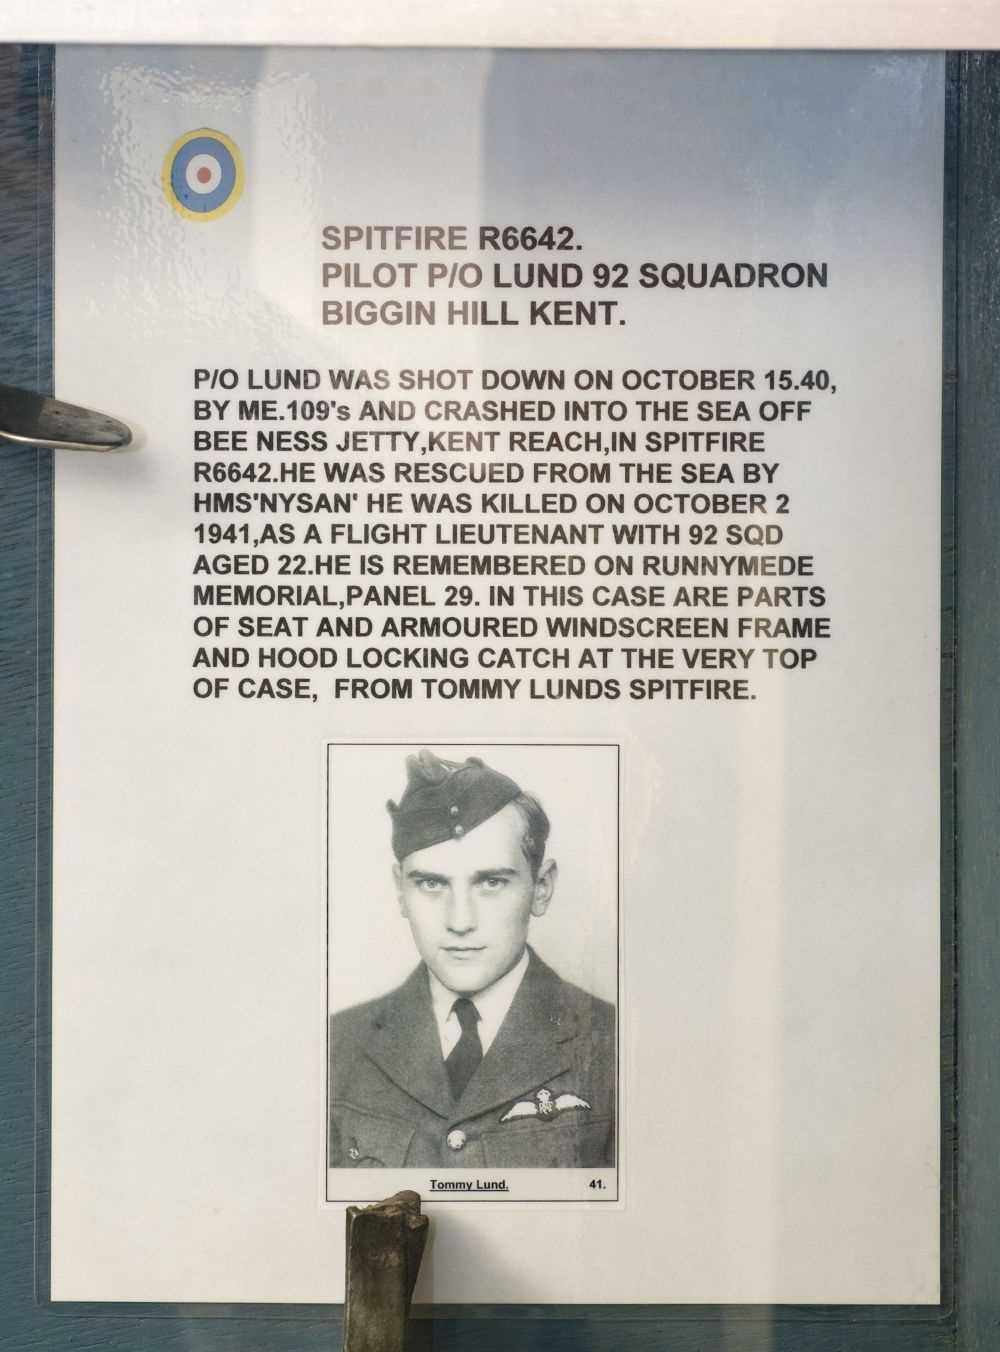 SPITFIRE R6642.
PILOT P/O LUND 92 SQUADRON
BIGGIN HILL KENT.
P/O LUND WAS SHOT DOWN ON OCTOBER 15.40,
BY ME.109's AND CRASHED INTO THE SEA OFF
BEE NESS JETTY,KENT REACH,IN SPITFIRE
R6642.HE WAS RESCUED FROM THE SEA BY
HMS'NYSAN' HE WAS KILLED ON OCTOBER 2
1941,AS A FLIGHT LIEUTENANT WITH 92 SQD
AGED 22.HE IS REMEMBERED ON RUNNYMEDE
MEMORIAL,PANEL 29. IN THIS CASE ARE PARTS
OF SEAT AND ARMOURED WINDSCREEN FRAME
AND HOOD LOCKING CATCH AT THE VERY TOP
OF CASE,  FROM TOMMY LUNDS SPITFIRE.
Tommy Lund. 41.